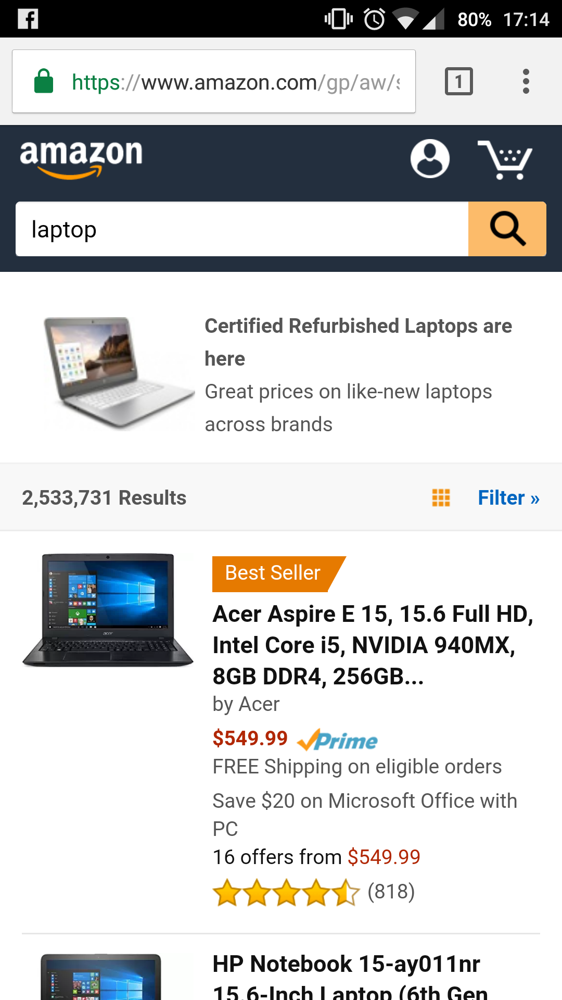 80% 17:14
https://www.amazon.com/gp/aw/s
1
amazon
laptop
Certified Refurbished Laptops are
here
Great prices on like-new laptops
across brands
2,533,731 Results
Filter »
Best Seller
Acer Aspire E 15, 15.6 Full HD,
Intel Core i5, NVIDIA 940MX,
8GB DDR4, 256GB...
by Acer
$549.99 Prime
FREE Shipping on eligible orders
Save $20 on Microsoft Office with
PC
16 offers from $549.99
(818)
HP Notebook 15-ay011nr
15.6-Inch Laptop (6th Gen